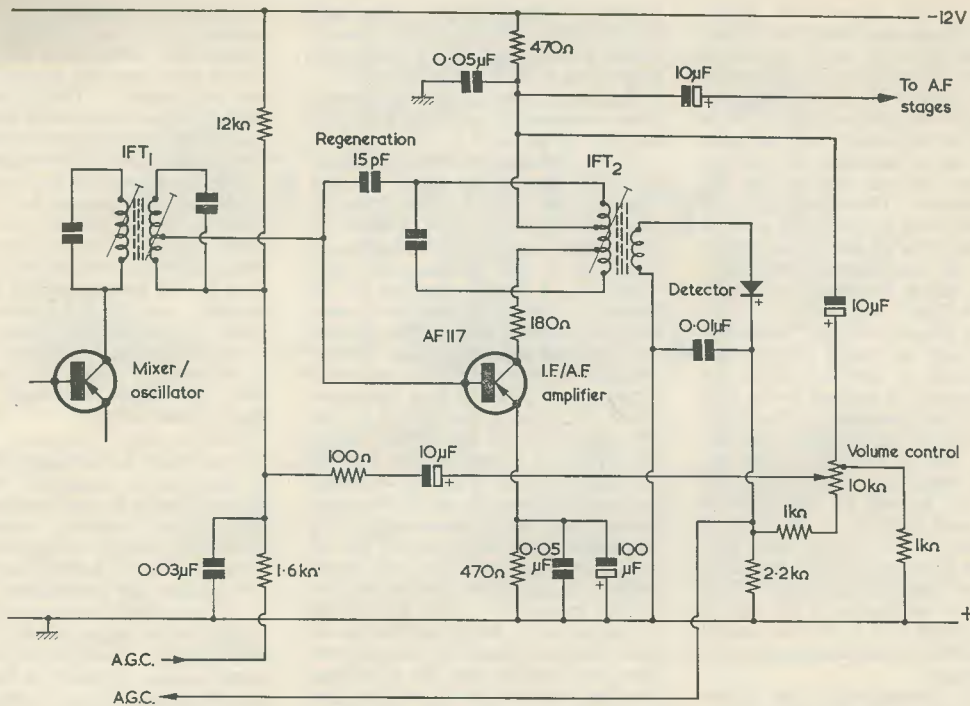 -12V
470Ω
0·05µF
10µF
+
To A.F
stages
12kΩ
Regeneration
15pF
IFT1
IFT2
Detector
+
10µF
+
180Ω
0·01µF
AF117
Mixer/
oscillator
I.F./A.F.
amplifier
100Ω
10µF
+
Volume control
10kΩ
1kΩ
1kΩ
0·03µF
1·6kΩ
470Ω
0·05
µF
100
µF
+
2·2kΩ
+
A.G.C.
A.G.C.